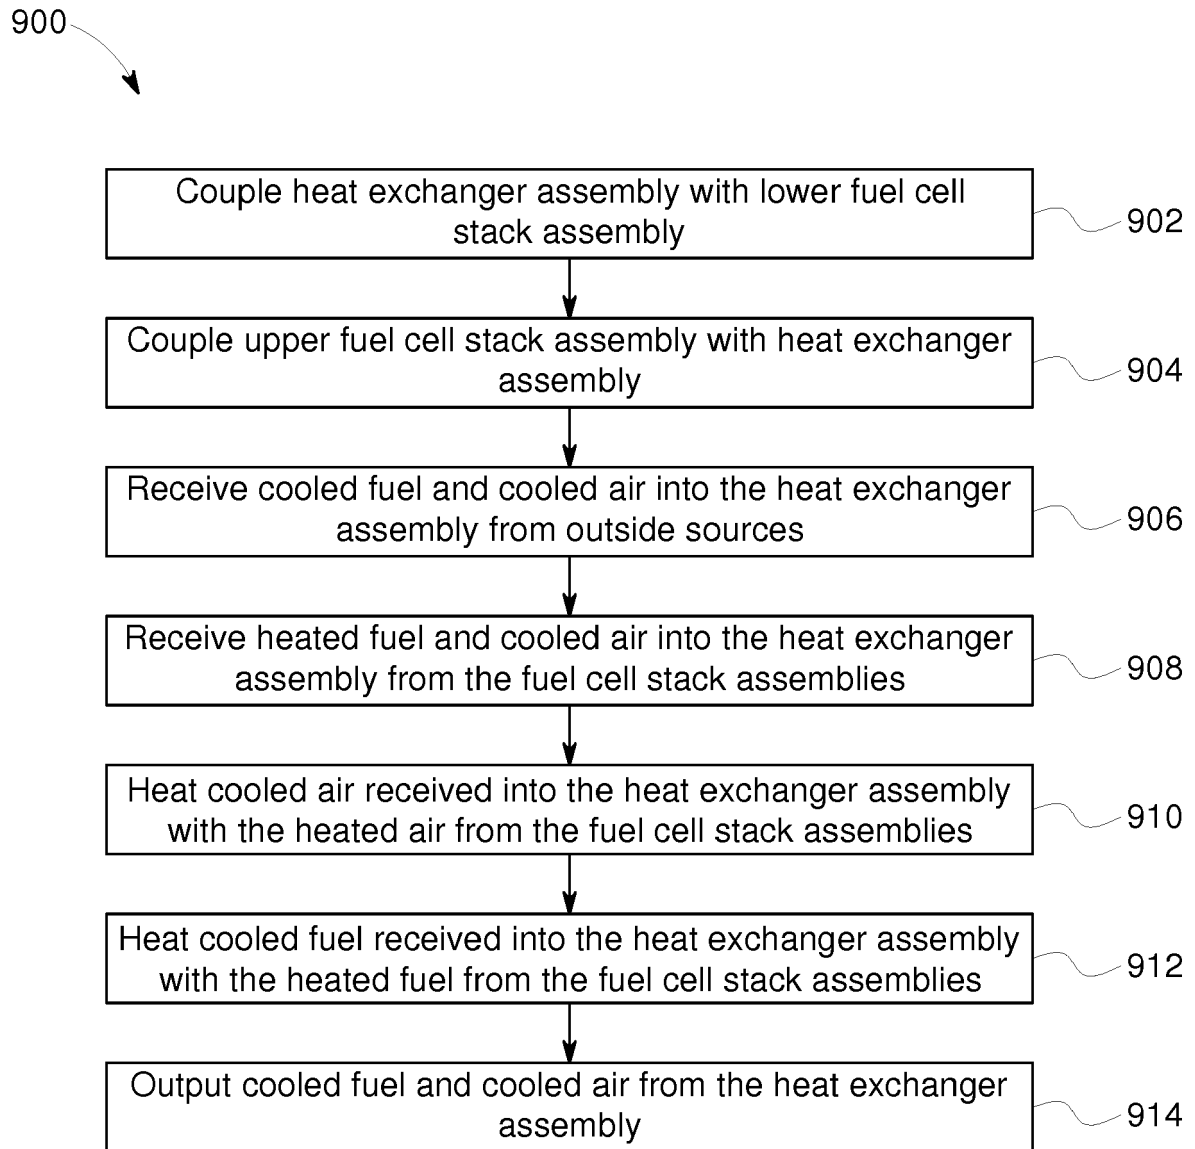 900
Couple heat exchanger assembly with lower fuel cell
stack assembly
902
Couple upper fuel cell stack assembly with heat exchanger
assembly
904
Receive cooled fuel and cooled air into the heat exchanger
assembly from outside sources
906
Receive heated fuel and cooled air into the heat exchanger
assembly from the fuel cell stack assemblies
908
Heat cooled air received into the heat exchanger assembly
with the heated air from the fuel cell stack assemblies
910
Heat cooled fuel received into the heat exchanger assembly
with the heated fuel from the fuel cell stack assemblies
912
Output cooled fuel and cooled air from the heat exchanger
assembly
914